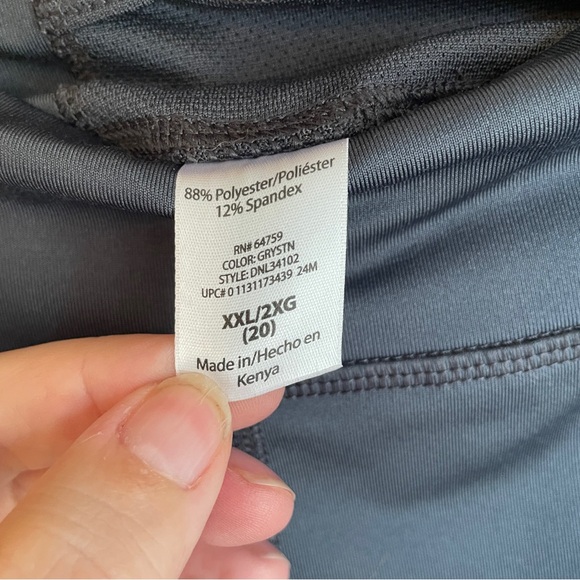 88% Polyester/Poliéster
12% Spandex
RN# 64759
COLOR: GRYSTN
STYLE: DNL34102
UPC# 0 1131173439 24M
XXL/2XG
(20)
Made in/Hecho en
Kenya